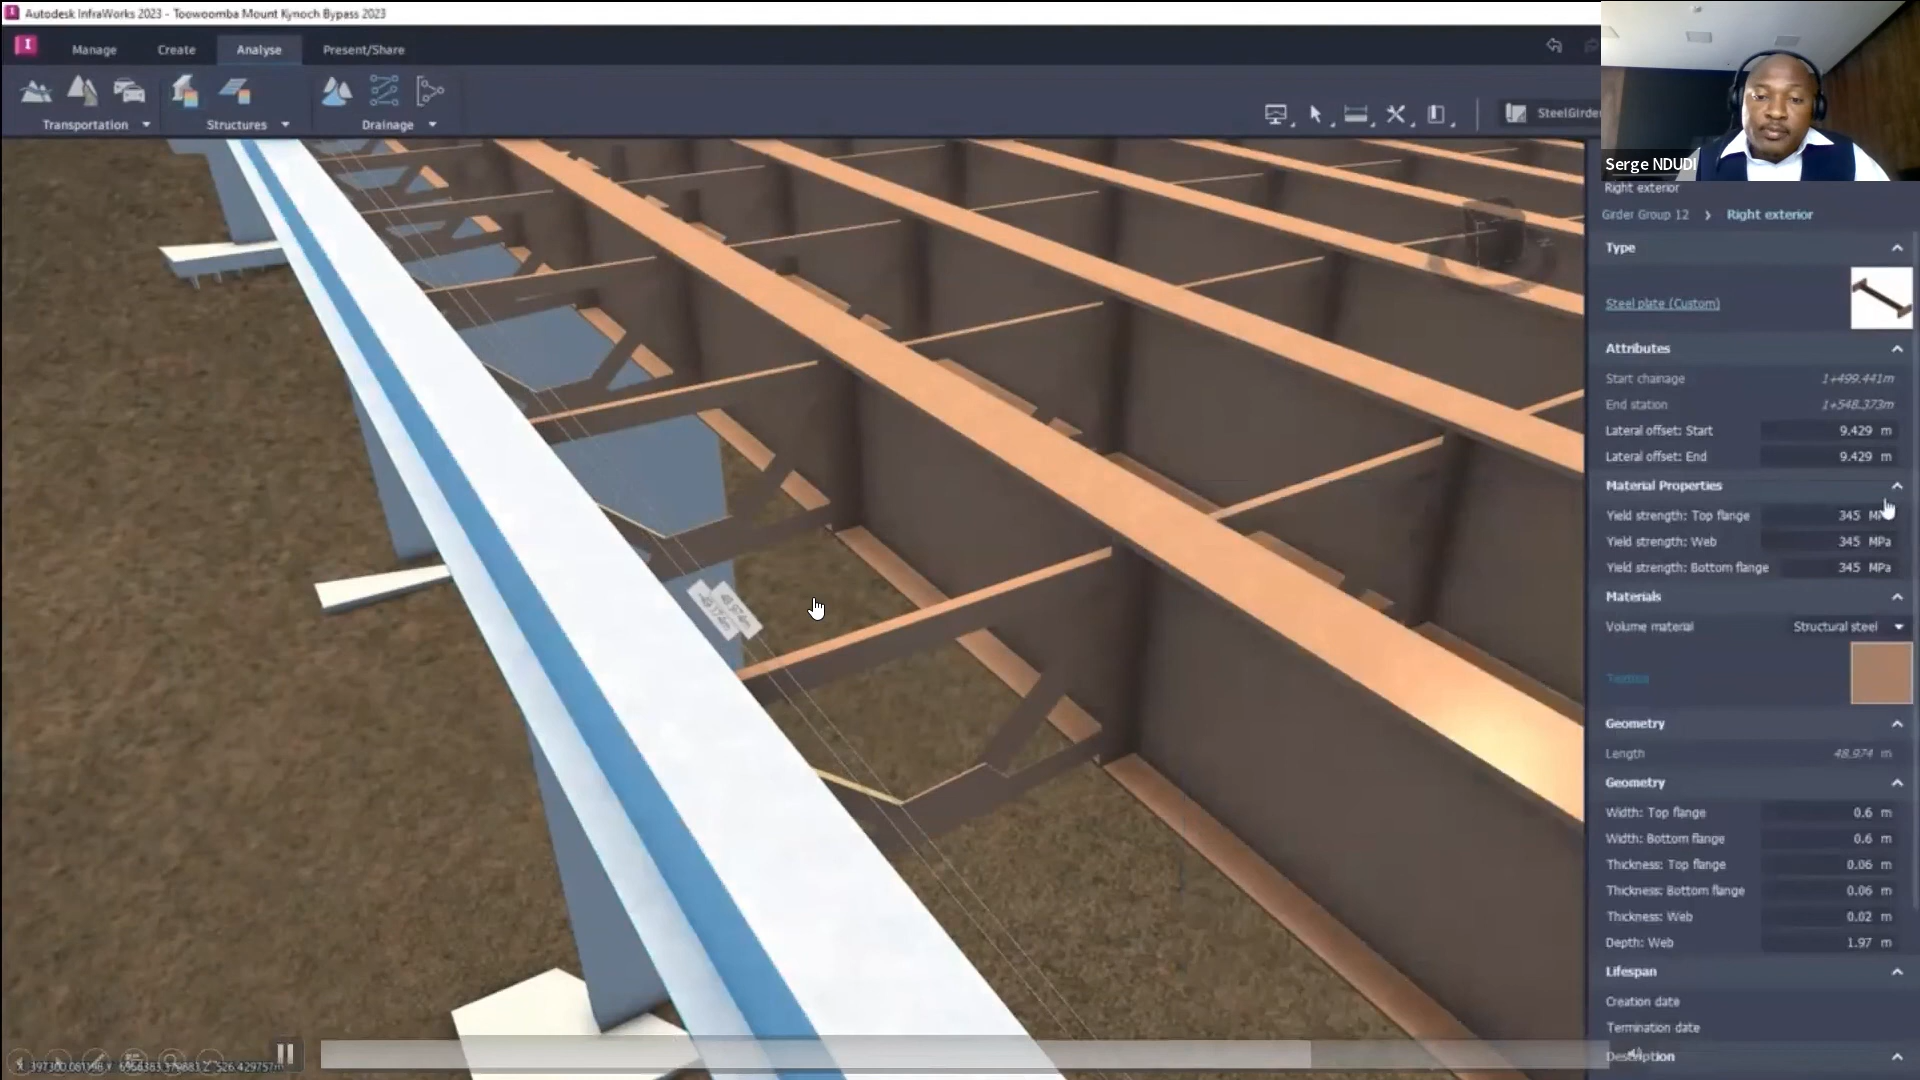 Autodesk InfraWorks 2023 - Toowoomba Mount Kynoch Bypass 2023
Manage
Create
Analyse
Present/Share
Transportation
Structures
Drainage
SteelGirder
Serge NDUDI
Right exterior
Girder Group 12 > Right exterior
Type
Steel plate (Custom)
Attributes
Start chainage 1+499.441m
End station 1+548.373m
Lateral offset: Start 9.429 m
Lateral offset: End 9.429 m
Material Properties
Yield strength: Top flange 345
Yield strength: Web 345 MPa
Yield strength: Bottom flange 345 MPa
Materials
Volume material Structural steel
Texture
Geometry
Length 48.974 m
Geometry
Width: Top flange 0.6 m
Width: Bottom flange 0.6 m
Thickness: Top flange 0.06 m
Thickness: Bottom flange 0.06 m
Thickness: Web 0.02 m
Depth: Web 1.97 m
Lifespan
Creation date
Termination date
Description